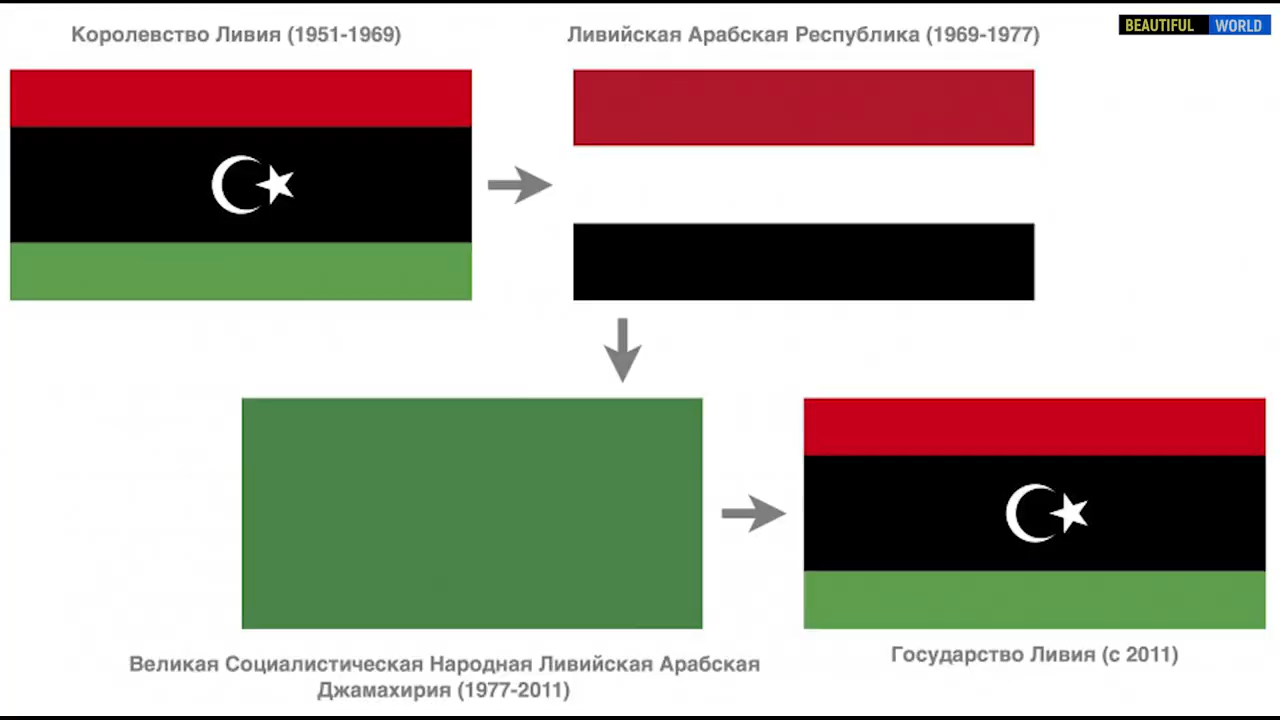 Королевство Ливия (1951-1969)
Ливийская Арабская Республика (1969-1977)
BEAUTIFUL WORLD
Великая Социалистическая Народная Ливийская Арабская
Джамахирия (1977-2011)
Государство Ливия (с 2011)